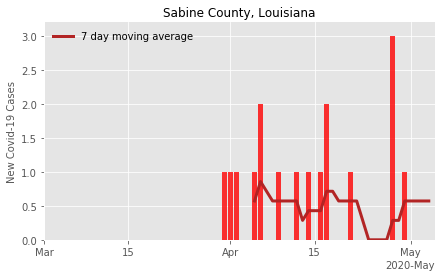 Sabine County, Louisiana
7 day moving average
New Covid-19 Cases
3.0
2.5
2.0
1.5
1.0
0.5
0.0
Mar 15 Apr 15 May
2020-May